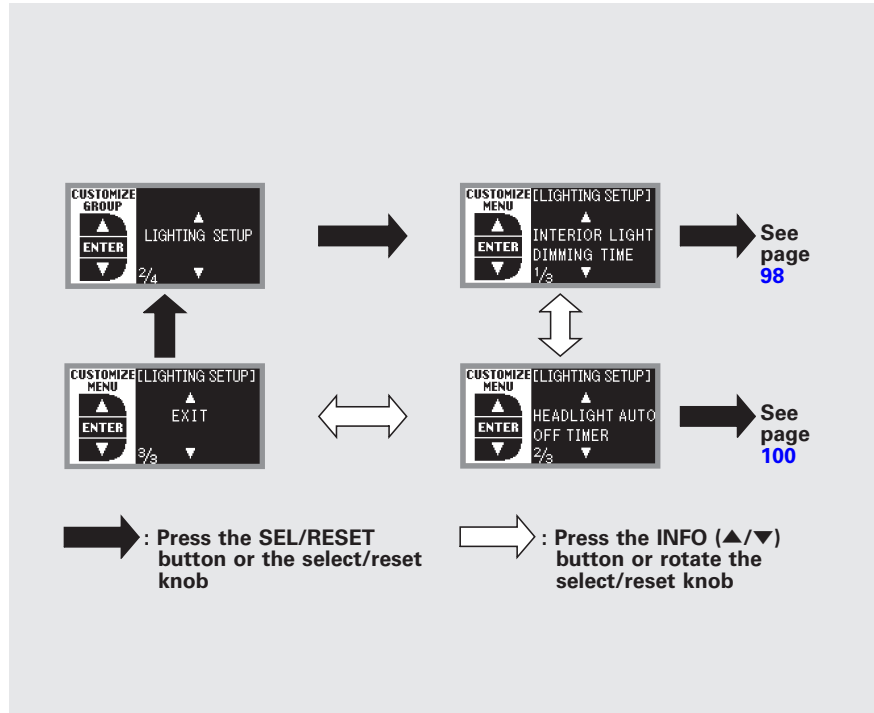 CUSTOMIZE
GROUP
▲
ENTER
▼
▲
LIGHTING SETUP
2/4 ▼
CUSTOMIZE
MENU
▲
ENTER
▼
[LIGHTING SETUP]
▲
INTERIOR LIGHT
DIMMING TIME
1/3 ▼
See
page
98
CUSTOMIZE
MENU
▲
ENTER
▼
[LIGHTING SETUP]
▲
EXIT
3/3 ▼
CUSTOMIZE
MENU
▲
ENTER
▼
[LIGHTING SETUP]
▲
HEADLIGHT AUTO
OFF TIMER
2/3 ▼
See
page
100
: Press the SEL/RESET
button or the select/reset
knob
: Press the INFO (▲/▼)
button or rotate the
select/reset knob